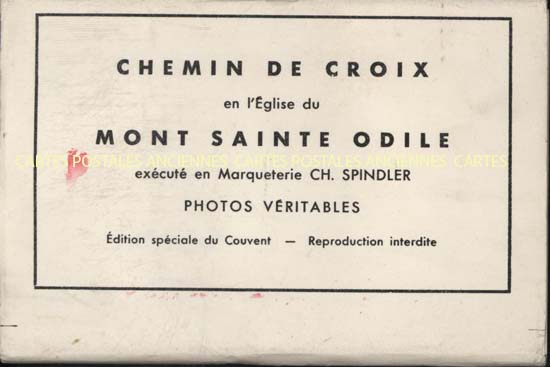 CHEMIN DE CROIX
en l'Église du
MONT SAINTE ODILE
CARTES POSTALES ANCIENNES CARTES POSTALES ANCIENNES CARTES
exécuté en Marqueterie CH. SPINDLER
PHOTOS VÉRITABLES
Édition spéciale du Couvent — Reproduction interdite